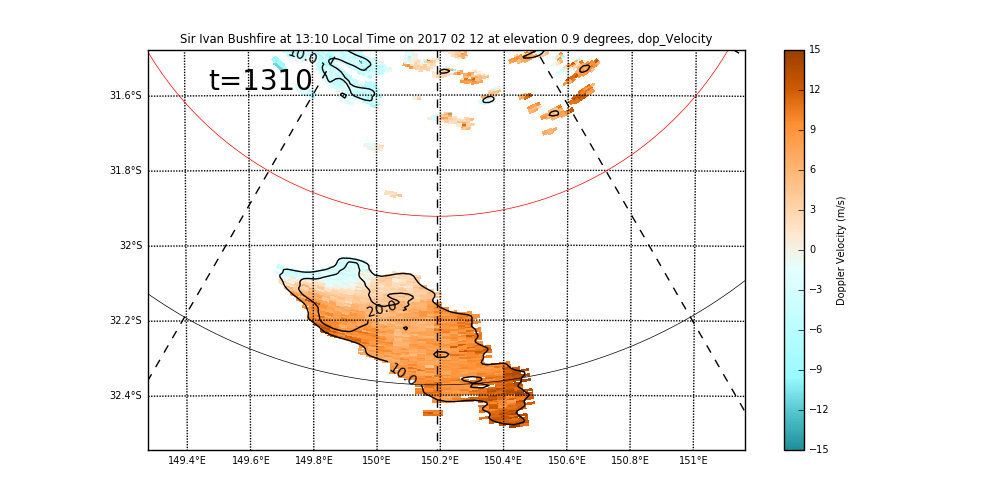 Sir Ivan Bushfire at 13:10 Local Time on 2017 02 12 at elevation 0.9 degrees, dop_Velocity
t=1310
10.0
20.0
10.0
31.6°S
31.8°S
32°S
32.2°S
32.4°S
149.4°E 149.6°E 149.8°E 150°E 150.2°E 150.4°E 150.6°E 150.8°E 151°E
15
12
9
6
3
0
−3
−6
−9
−12
−15
Doppler Velocity (m/s)